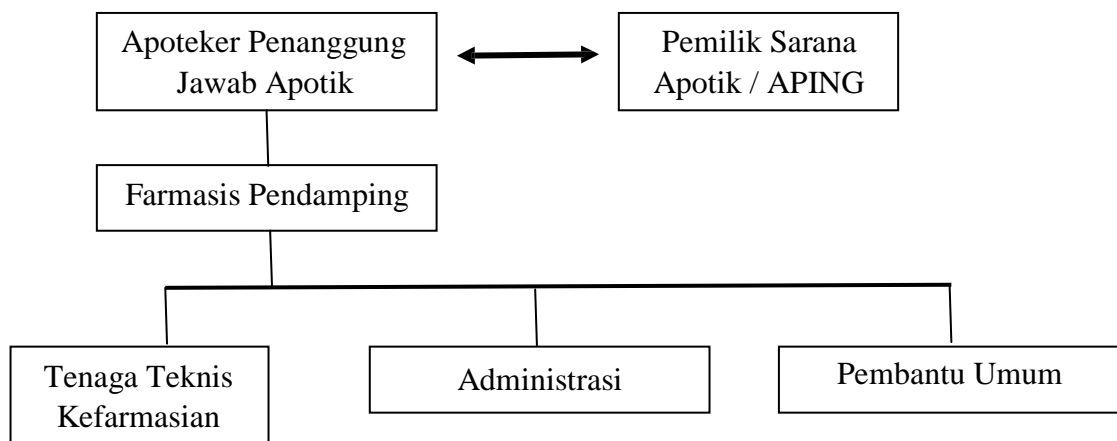 Apoteker Penanggung
Jawab Apotik
Pemilik Sarana
Apotik / APING
Farmasis Pendamping
Tenaga Teknis
Kefarmasian
Administrasi
Pembantu Umum